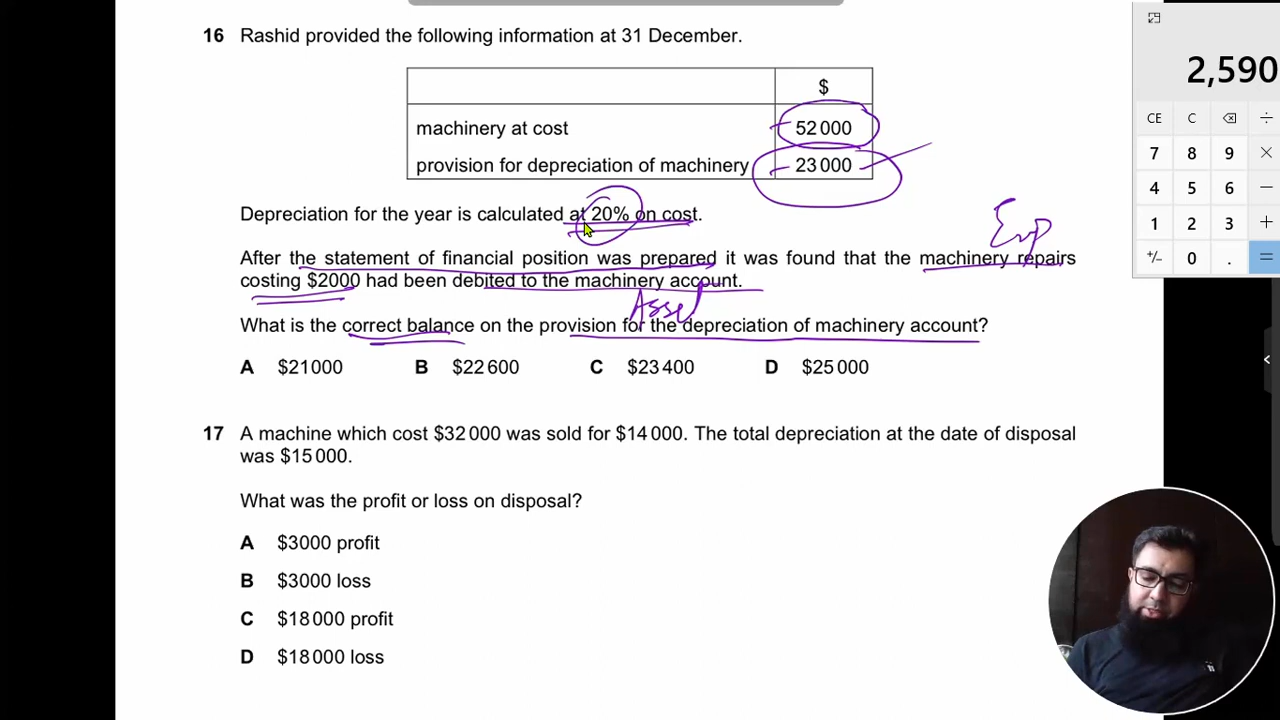 16 Rashid provided the following information at 31 December.
$
machinery at cost 52 000
provision for depreciation of machinery 23 000
Depreciation for the year is calculated at 20% on cost.
Exp
After the statement of financial position was prepared it was found that the machinery repairs
costing $2000 had been debited to the machinery account.
Asset
What is the correct balance on the provision for the depreciation of machinery account?
A $21 000 B $22 600 C $23 400 D $25 000
17 A machine which cost $32 000 was sold for $14 000. The total depreciation at the date of disposal
was $15 000.
What was the profit or loss on disposal?
A $3000 profit
B $3000 loss
C $18 000 profit
D $18 000 loss
2,590
CE C ⌫ ÷
7 8 9 ×
4 5 6 −
1 2 3 +
+/− 0 . =